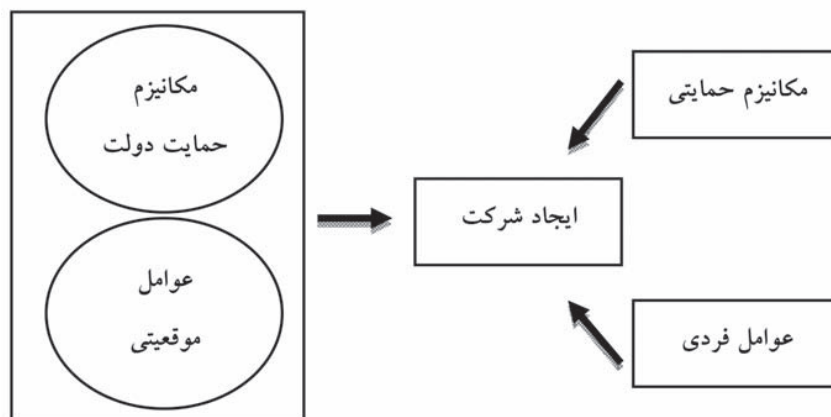 مکانیزم
حمایت دولت
عوامل
موقعیتی
ایجاد شرکت
مکانیزم حمایتی
عوامل فردی